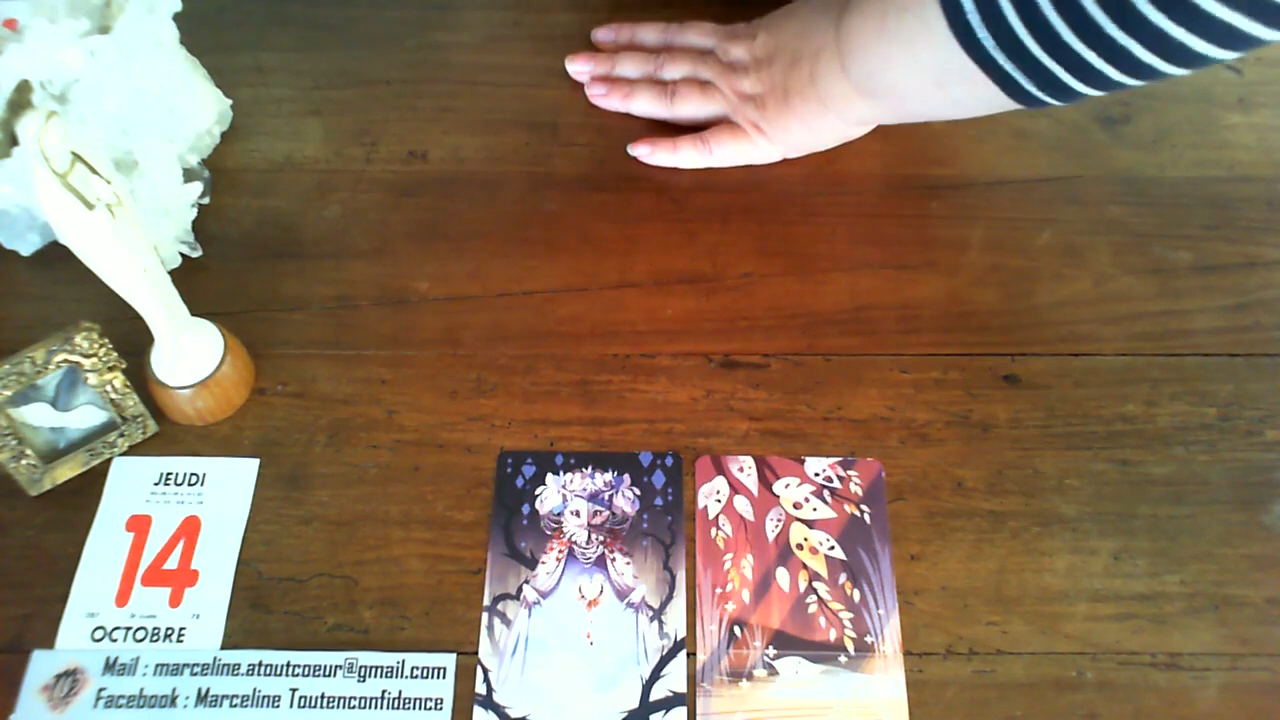 JEUDI
14
OCTOBRE
Mail : marceline.atoutcoeur@gmail.com
Facebook : Marceline Toutenconfidence